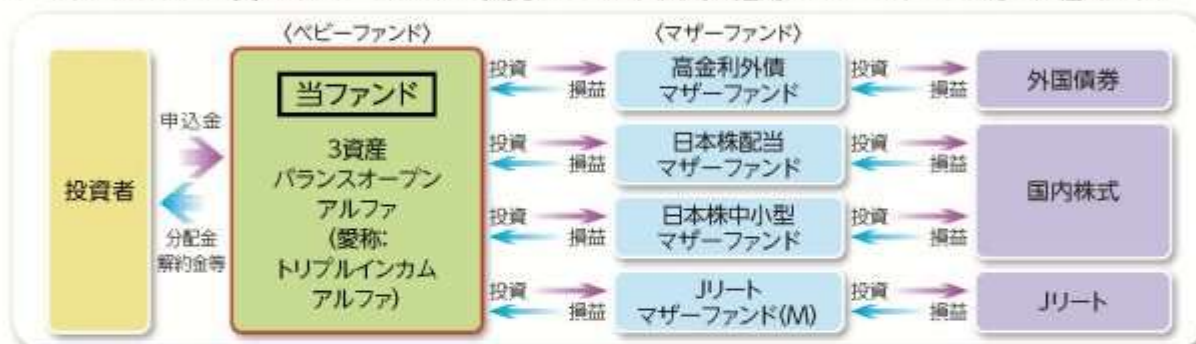 〈ベビーファンド〉
〈マザーファンド〉
投資者
申込金
分配金
解約金等
当ファンド
3資産
バランスオープン
アルファ
(愛称:
トリプルインカム
アルファ)
投資
損益
高金利外債
マザーファンド
投資
損益
外国債券
投資
損益
日本株配当
マザーファンド
投資
損益
国内株式
投資
損益
日本株中小型
マザーファンド
投資
損益
投資
損益
Jリート
マザーファンド(M)
投資
損益
Jリート